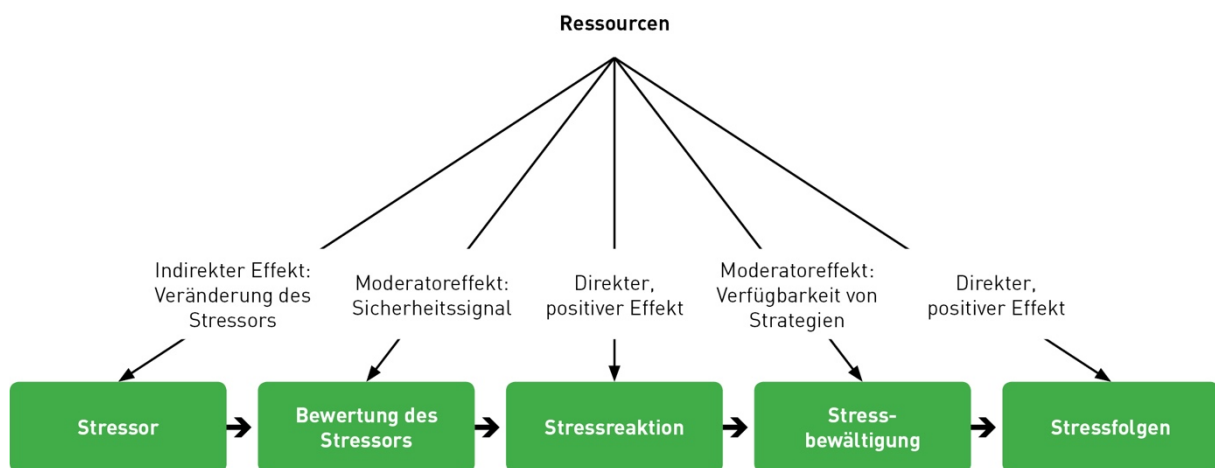 Ressourcen
Indirekter Effekt:
Veränderung des
Stressors
Moderatoreffekt:
Sicherheitssignal
Direkter,
positiver Effekt
Moderatoreffekt:
Verfügbarkeit von
Strategien
Direkter,
positiver Effekt
Stressor
Bewertung des
Stressors
Stressreaktion
Stress-
bewältigung
Stressfolgen